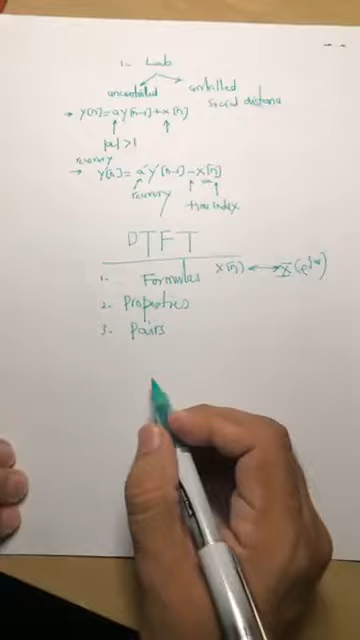 1. Lab
uncontrolled controlled
social distance
→ y[n]=ay[n-1]+x[n]
|a|>1
recovery
→ y[n]= a'y'[n-1] - x[n]
recovery
time index
DTFT
1. Formulas x[n] ↔ X(e^jω)
2. Properties
3. Pairs